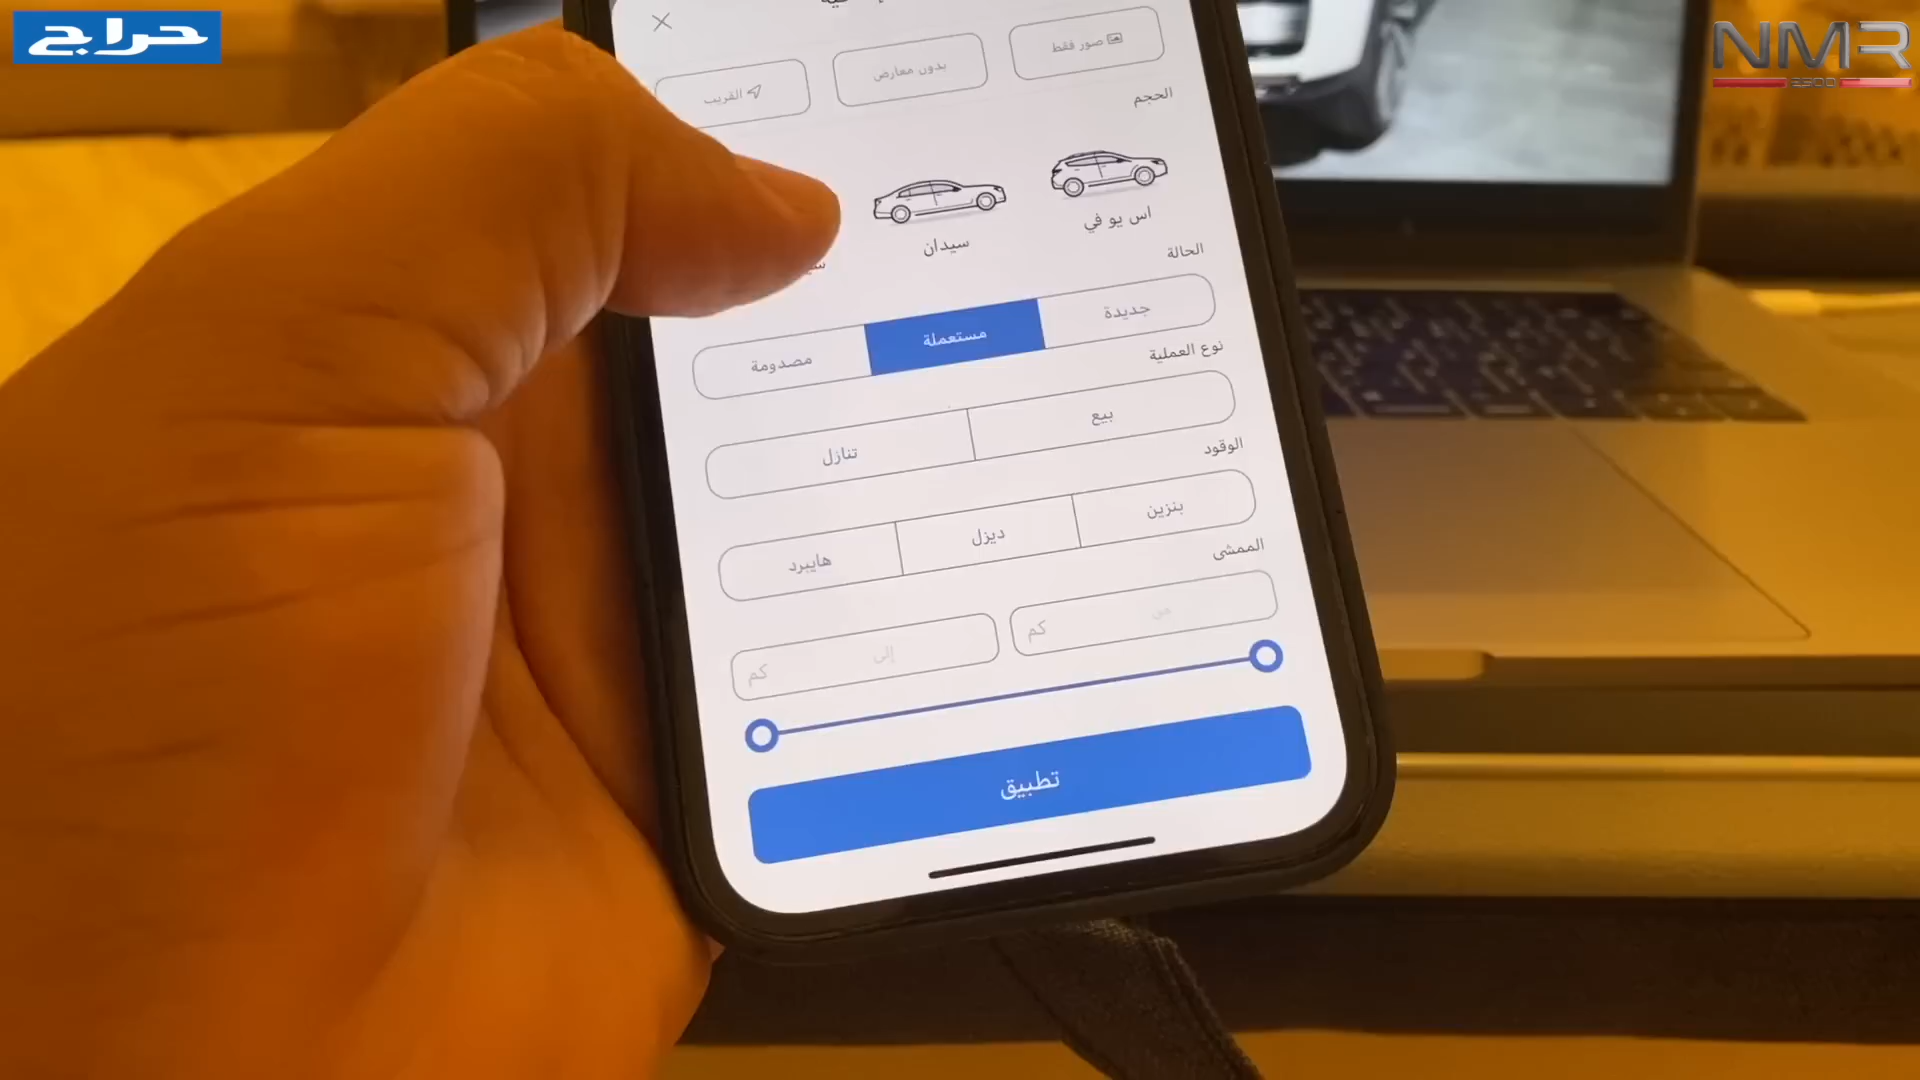 حراج
NMR
صور فقط
بدون معارض
القريب
الحجم
اس يو في
سيدان
الحالة
جديدة
مستعملة
مصدومة
نوع العملية
بيع
تنازل
الوقود
بنزين
ديزل
هايبرد
الممشى
من
كم
إلى
كم
تطبيق